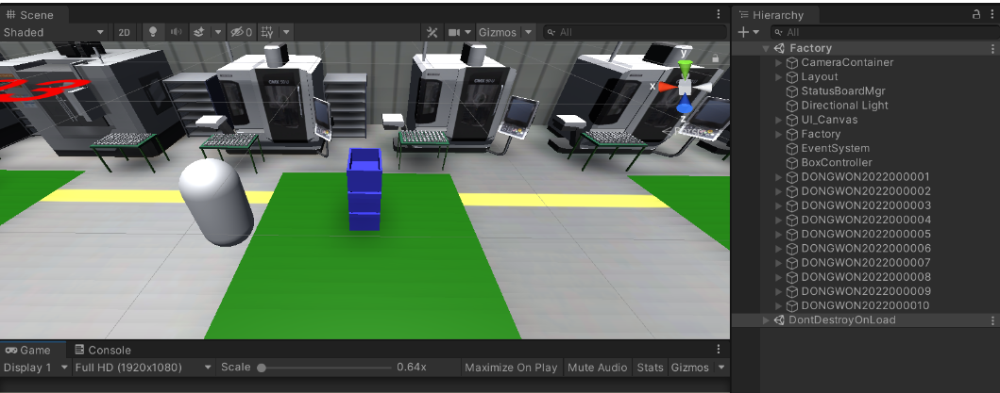 Scene
Shaded
2D
0
Gizmos
All
y
x
z
Persp
Hierarchy
All
Factory
CameraContainer
Layout
StatusBoardMgr
Directional Light
UI_Canvas
Factory
EventSystem
BoxController
DONGWON2022000001
DONGWON2022000002
DONGWON2022000003
DONGWON2022000004
DONGWON2022000005
DONGWON2022000006
DONGWON2022000007
DONGWON2022000008
DONGWON2022000009
DONGWON2022000010
DontDestroyOnLoad
Game
Console
Display 1
Full HD (1920x1080)
Scale
0.64x
Maximize On Play
Mute Audio
Stats
Gizmos